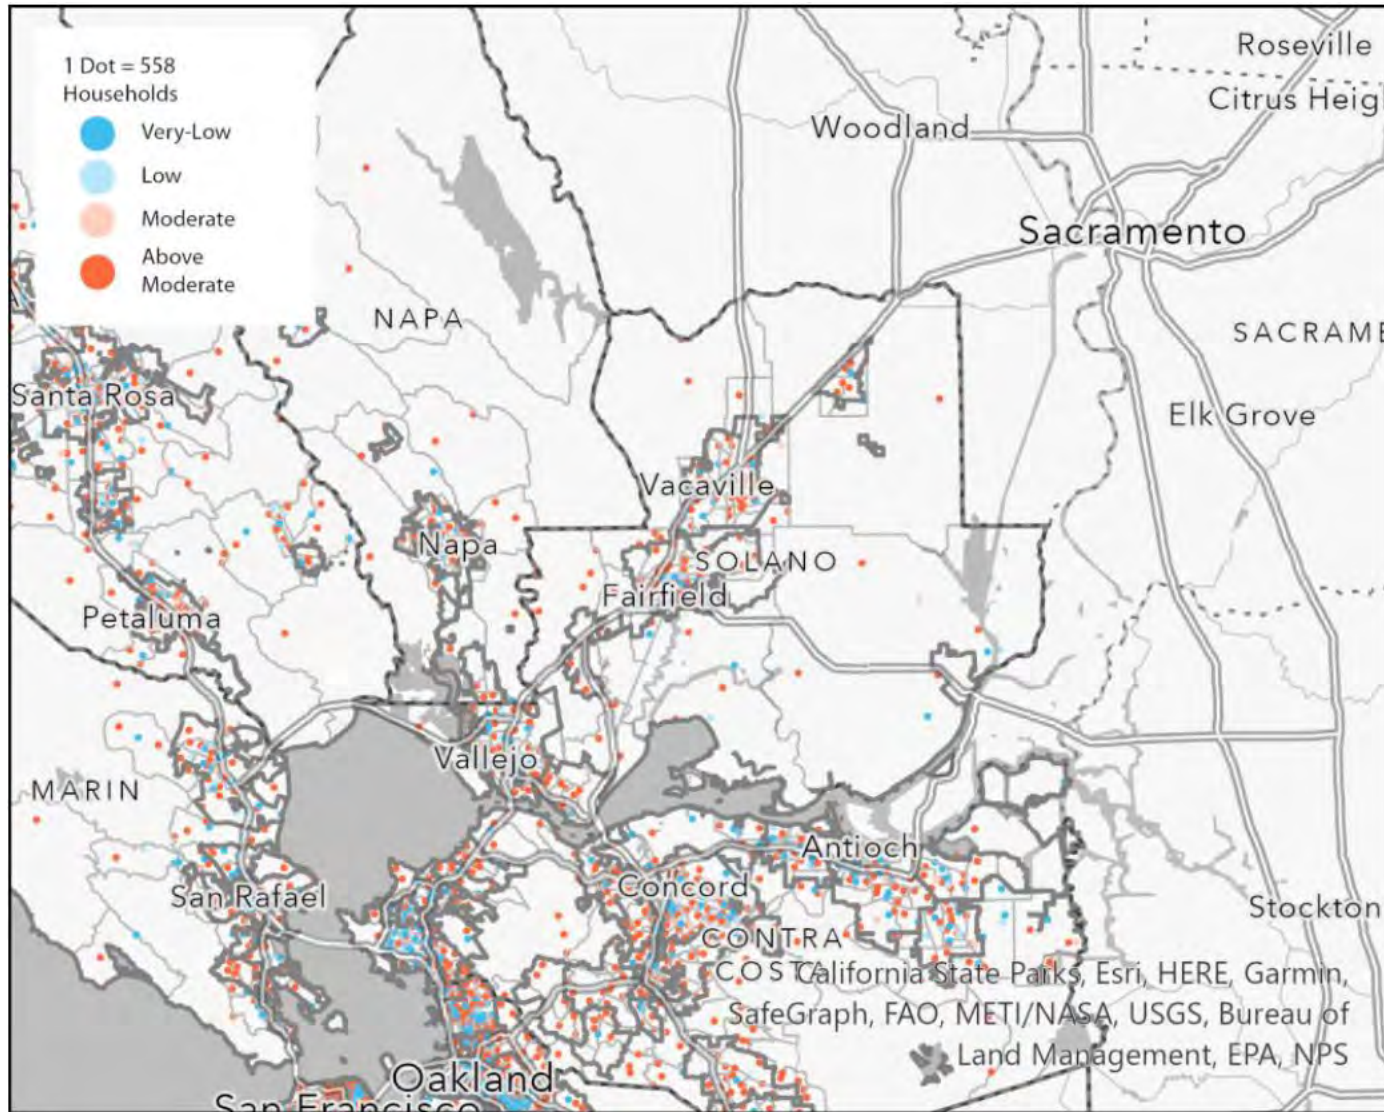 1 Dot = 558
Households
Very-Low
Low
Moderate
Above
Moderate
Roseville
Citrus Heig
Woodland
Sacramento
NAPA
SACRAME
Santa Rosa
Elk Grove
Vacaville
Napa
SOLANO
Fairfield
Petaluma
Vallejo
MARIN
Antioch
Concord
San Rafael
Stockton
CONTRA
COSTA
California State Parks, Esri, HERE, Garmin,
SafeGraph, FAO, METI/NASA, USGS, Bureau of
Land Management, EPA, NPS
Oakland
San Francisco